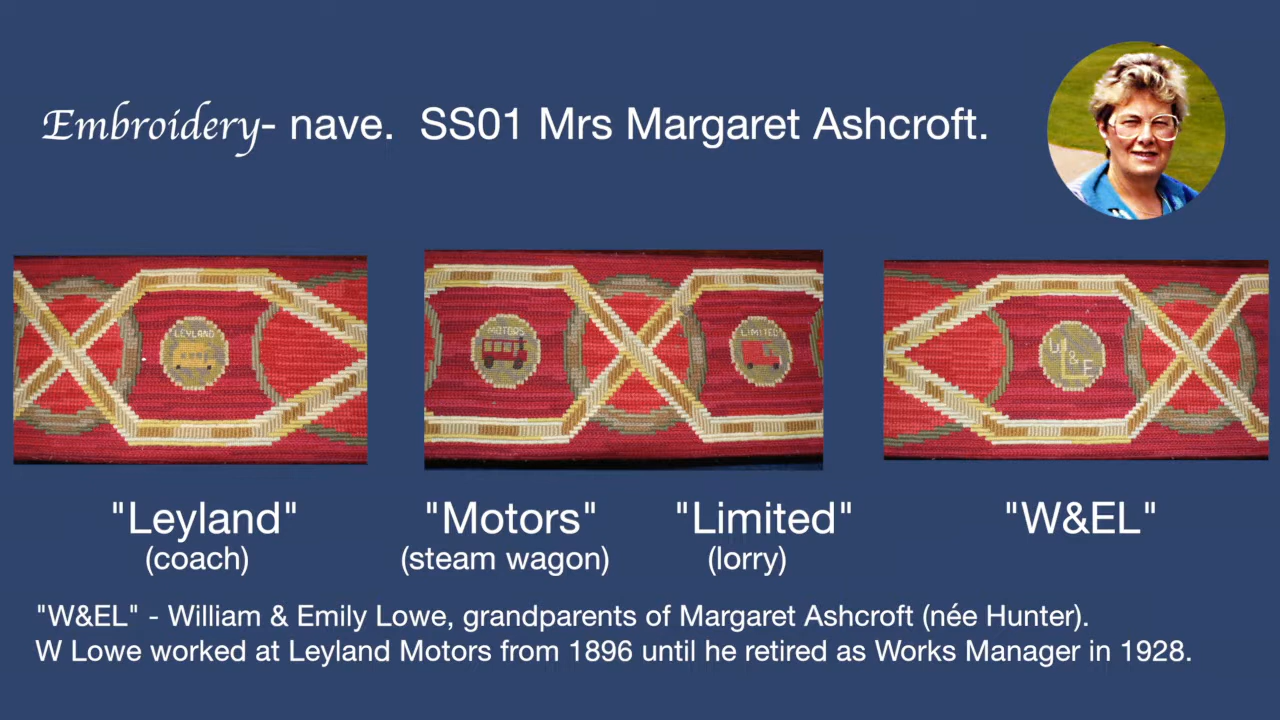 Embroidery- nave. SS01 Mrs Margaret Ashcroft.
LEYLAND
MOTORS
LIMITED
W & E L
"Leyland" "Motors" "Limited" "W&EL"
(coach) (steam wagon) (lorry)
"W&EL" - William & Emily Lowe, grandparents of Margaret Ashcroft (née Hunter).
W Lowe worked at Leyland Motors from 1896 until he retired as Works Manager in 1928.